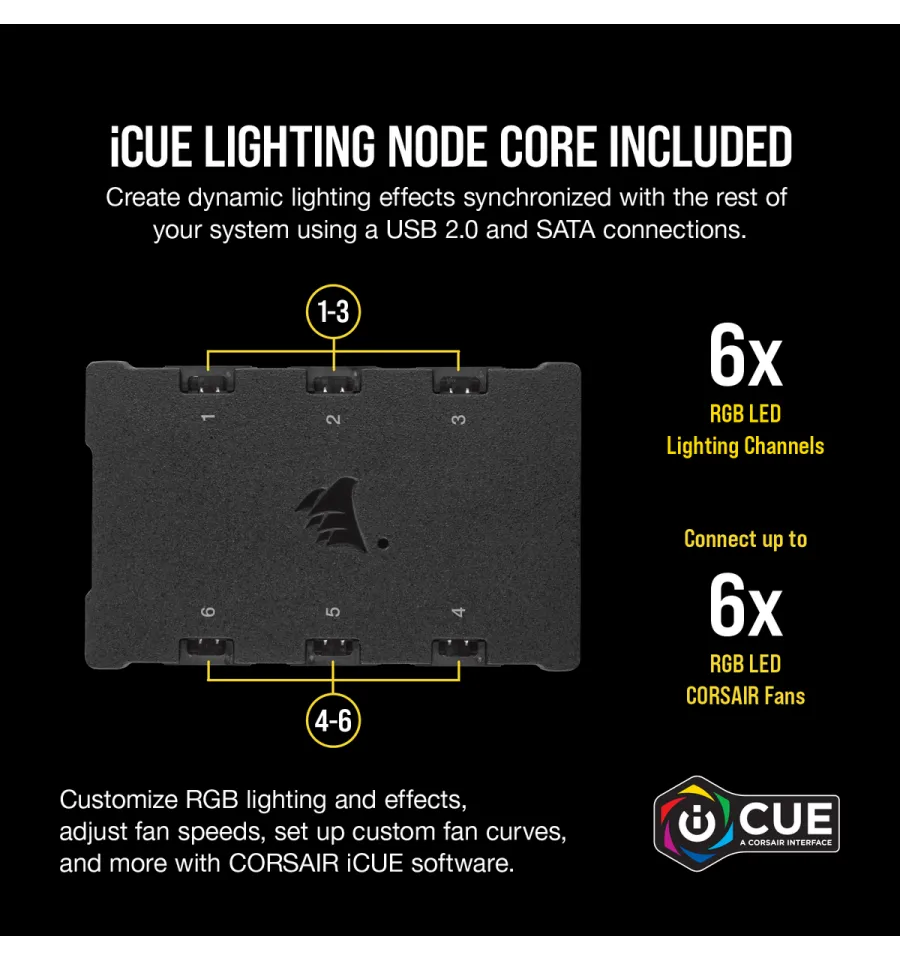 iCUE LIGHTING NODE CORE INCLUDED
Create dynamic lighting effects synchronized with the rest of
your system using a USB 2.0 and SATA connections.
1-3
1
2
3
6x
RGB LED
Lighting Channels
Connect up to
6x
RGB LED
CORSAIR Fans
6
5
4
4-6
Customize RGB lighting and effects,
adjust fan speeds, set up custom fan curves,
and more with CORSAIR iCUE software.
i CUE
A CORSAIR INTERFACE